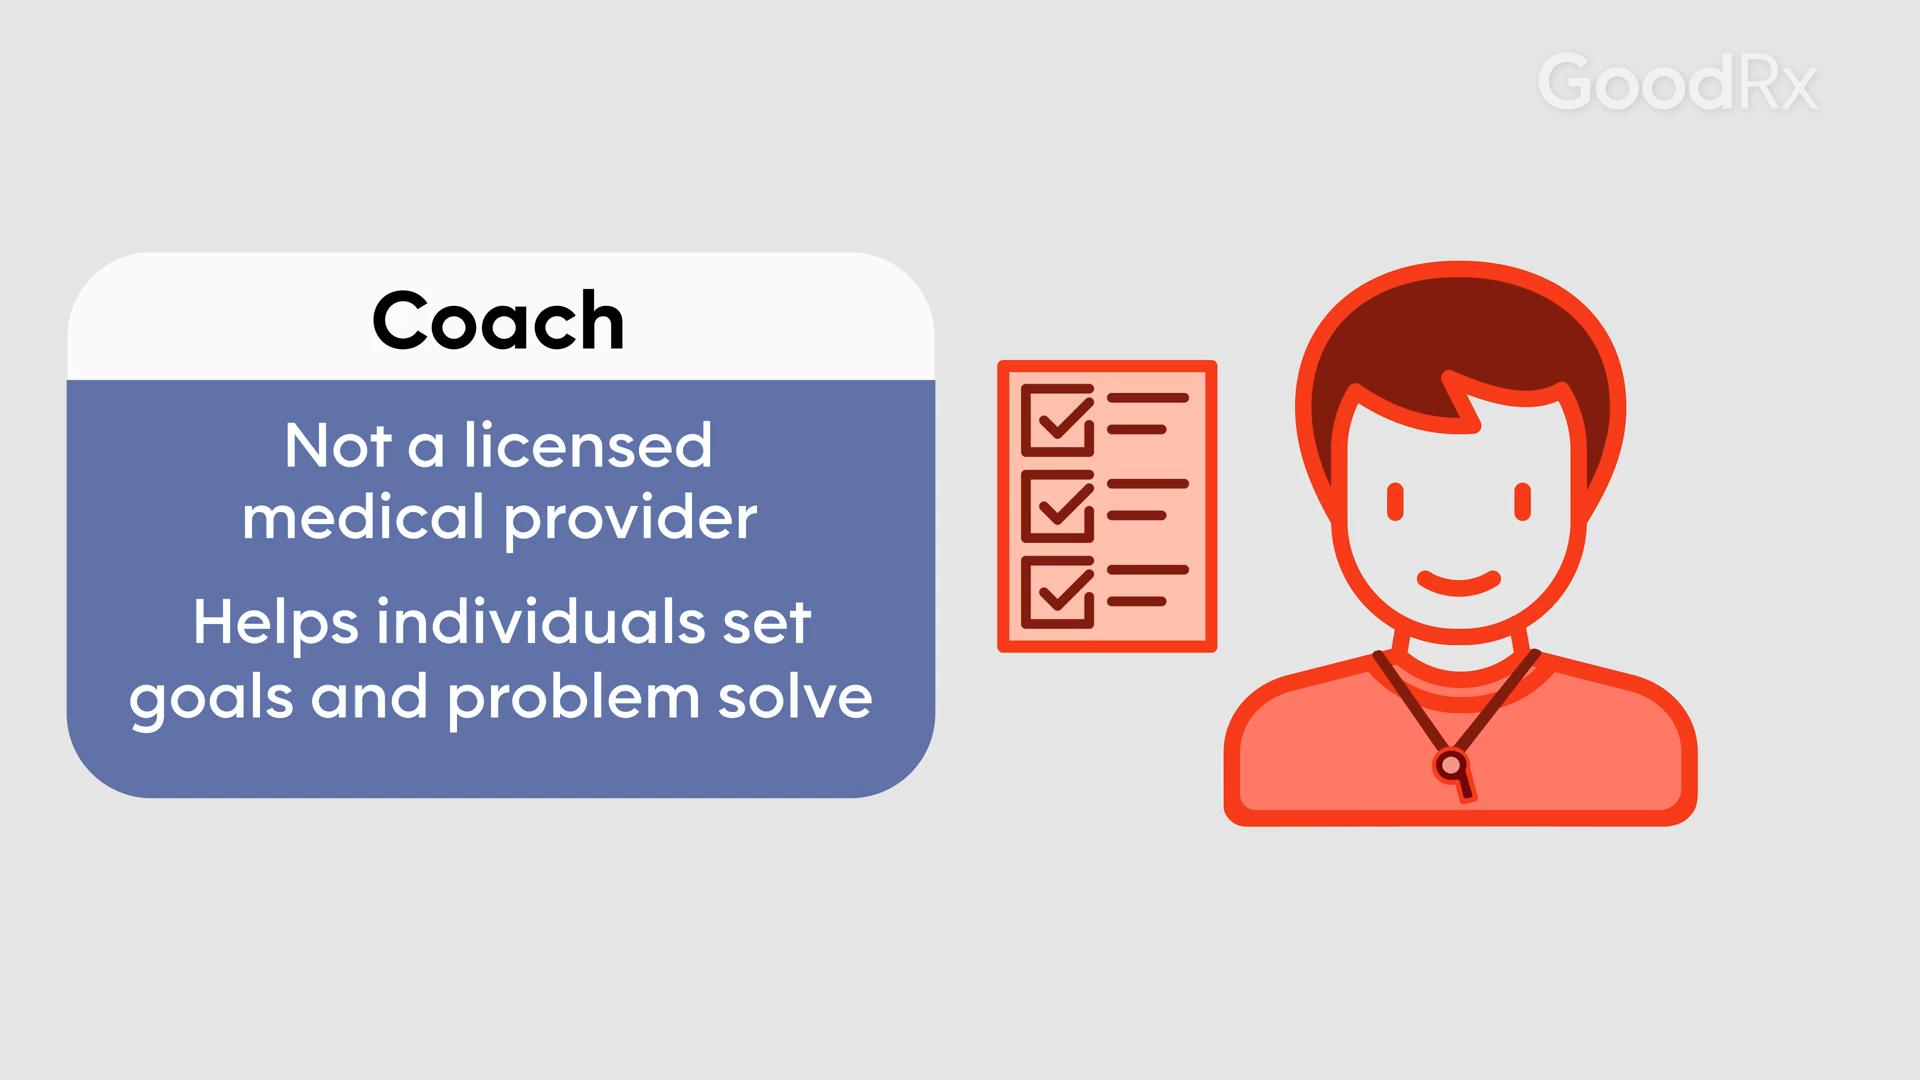 GoodRx
Coach
Not a licensed
medical provider
Helps individuals set
goals and problem solve